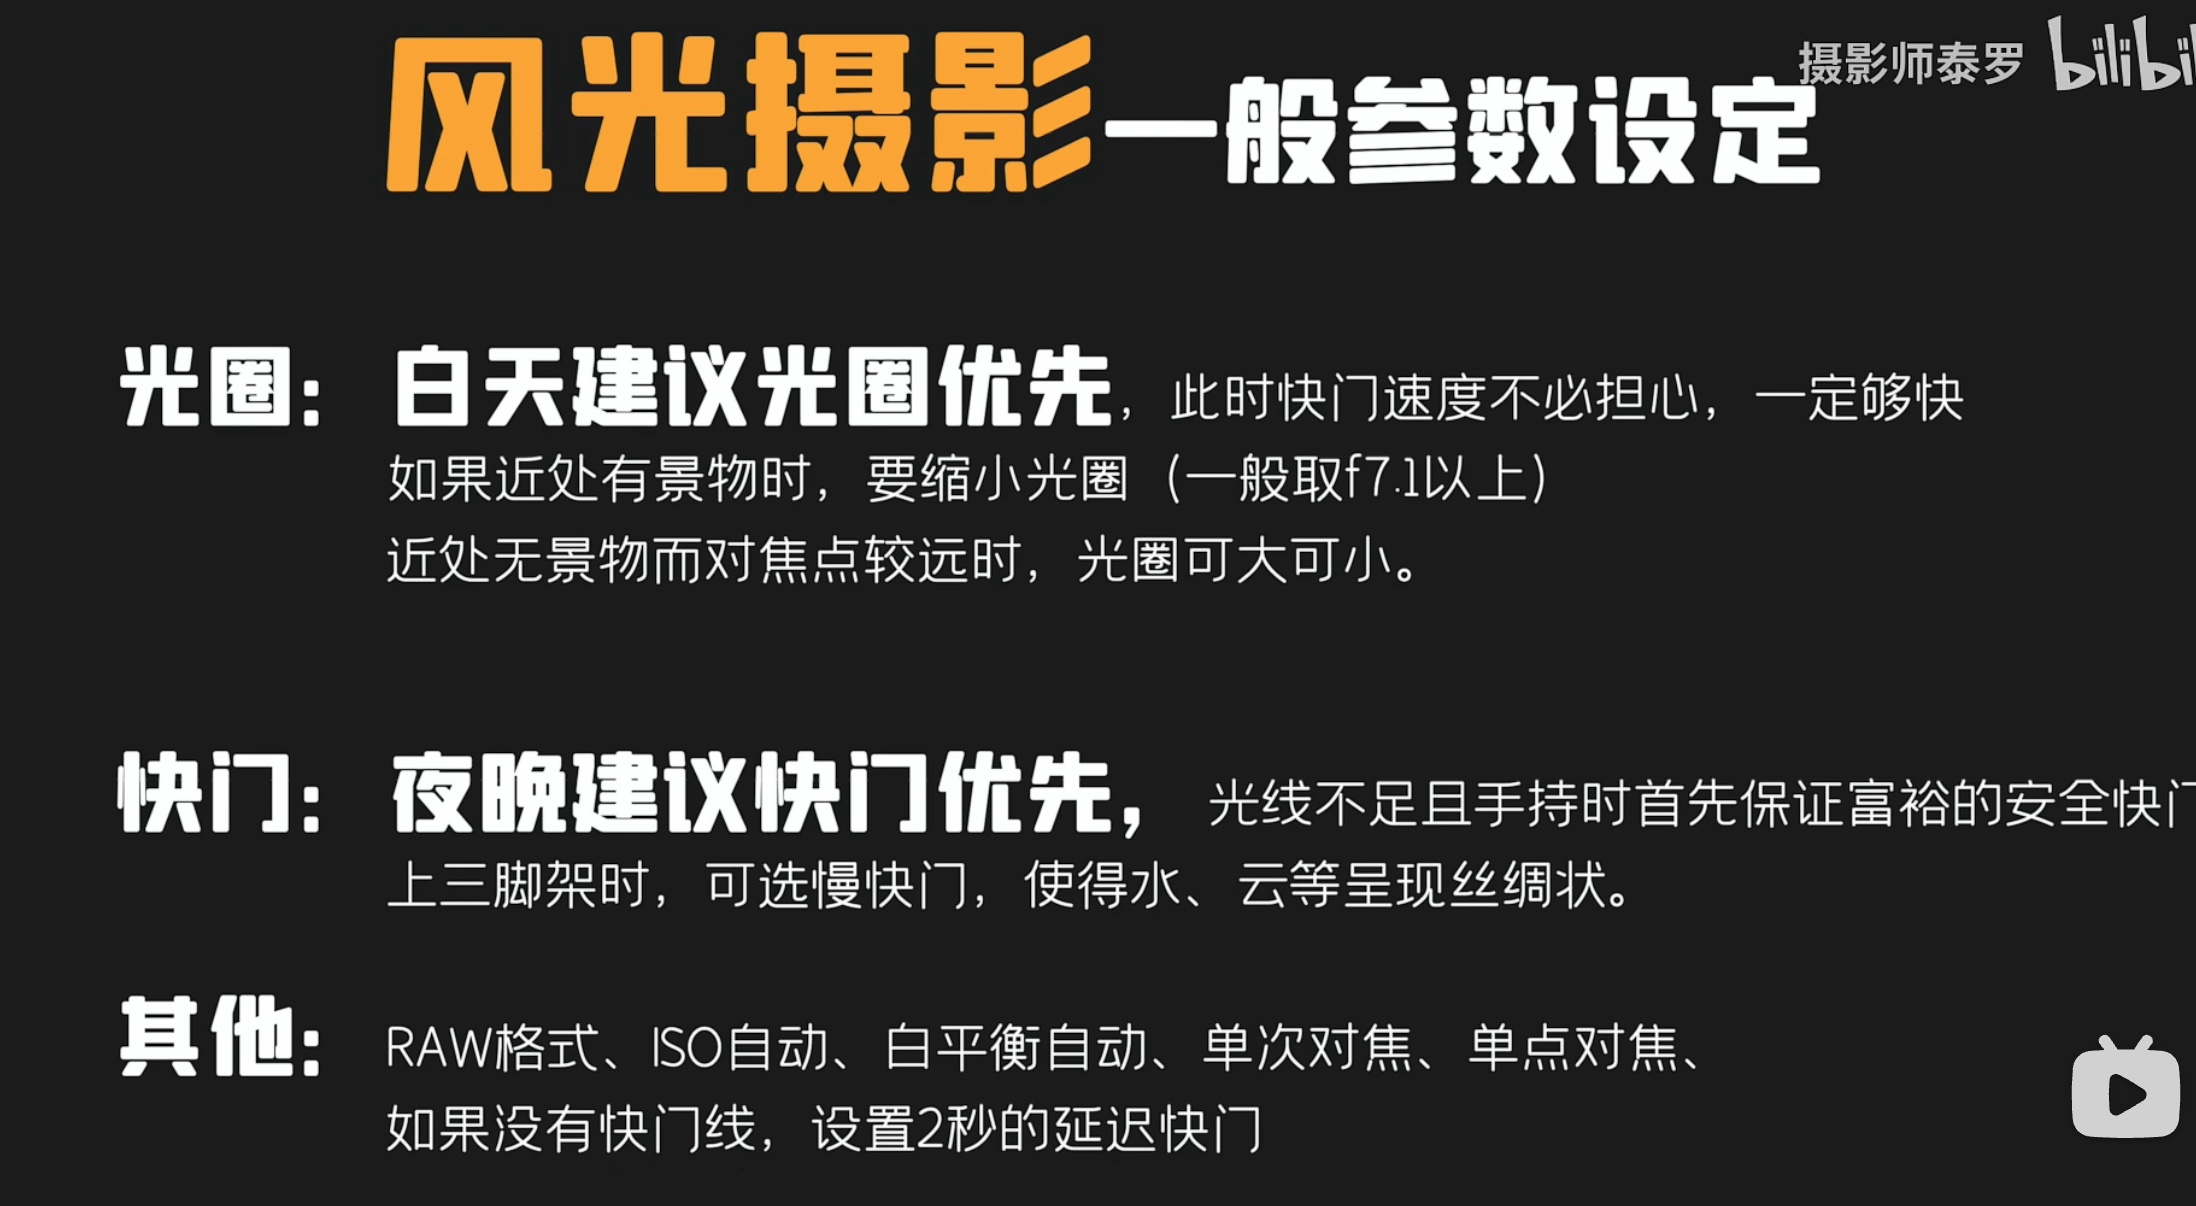 摄影师泰罗 bilibili
风光摄影一般参数设定
光圈： 白天建议光圈优先，此时快门速度不必担心，一定够快
如果近处有景物时，要缩小光圈（一般取f7.1以上）
近处无景物而对焦点较远时，光圈可大可小。
快门： 夜晚建议快门优先，光线不足且手持时首先保证富裕的安全快门
上三脚架时，可选慢快门，使得水、云等呈现丝绸状。
其他： RAW格式、ISO自动、白平衡自动、单次对焦、单点对焦、
如果没有快门线，设置2秒的延迟快门